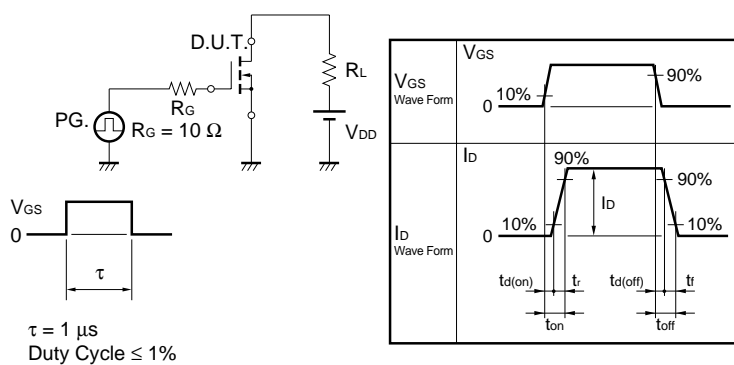 D.U.T.
RL
RG
PG.
RG = 10 Ω
VDD
VGS
0
τ
τ = 1 μs
Duty Cycle ≤ 1%
VGS
Wave Form
VGS
10%
90%
0
ID
Wave Form
ID
90%
90%
ID
10%
10%
0
td(on)
tr
td(off)
tf
ton
toff